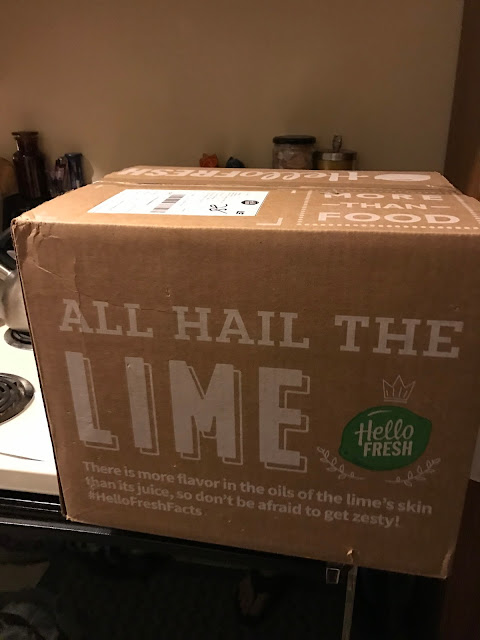 HelloFRESH
MORE
THAN
FOOD
ALL HAIL THE
LIME
Hello
FRESH
There is more flavor in the oils of the lime's skin
than its juice, so don't be afraid to get zesty!
#HelloFreshFacts